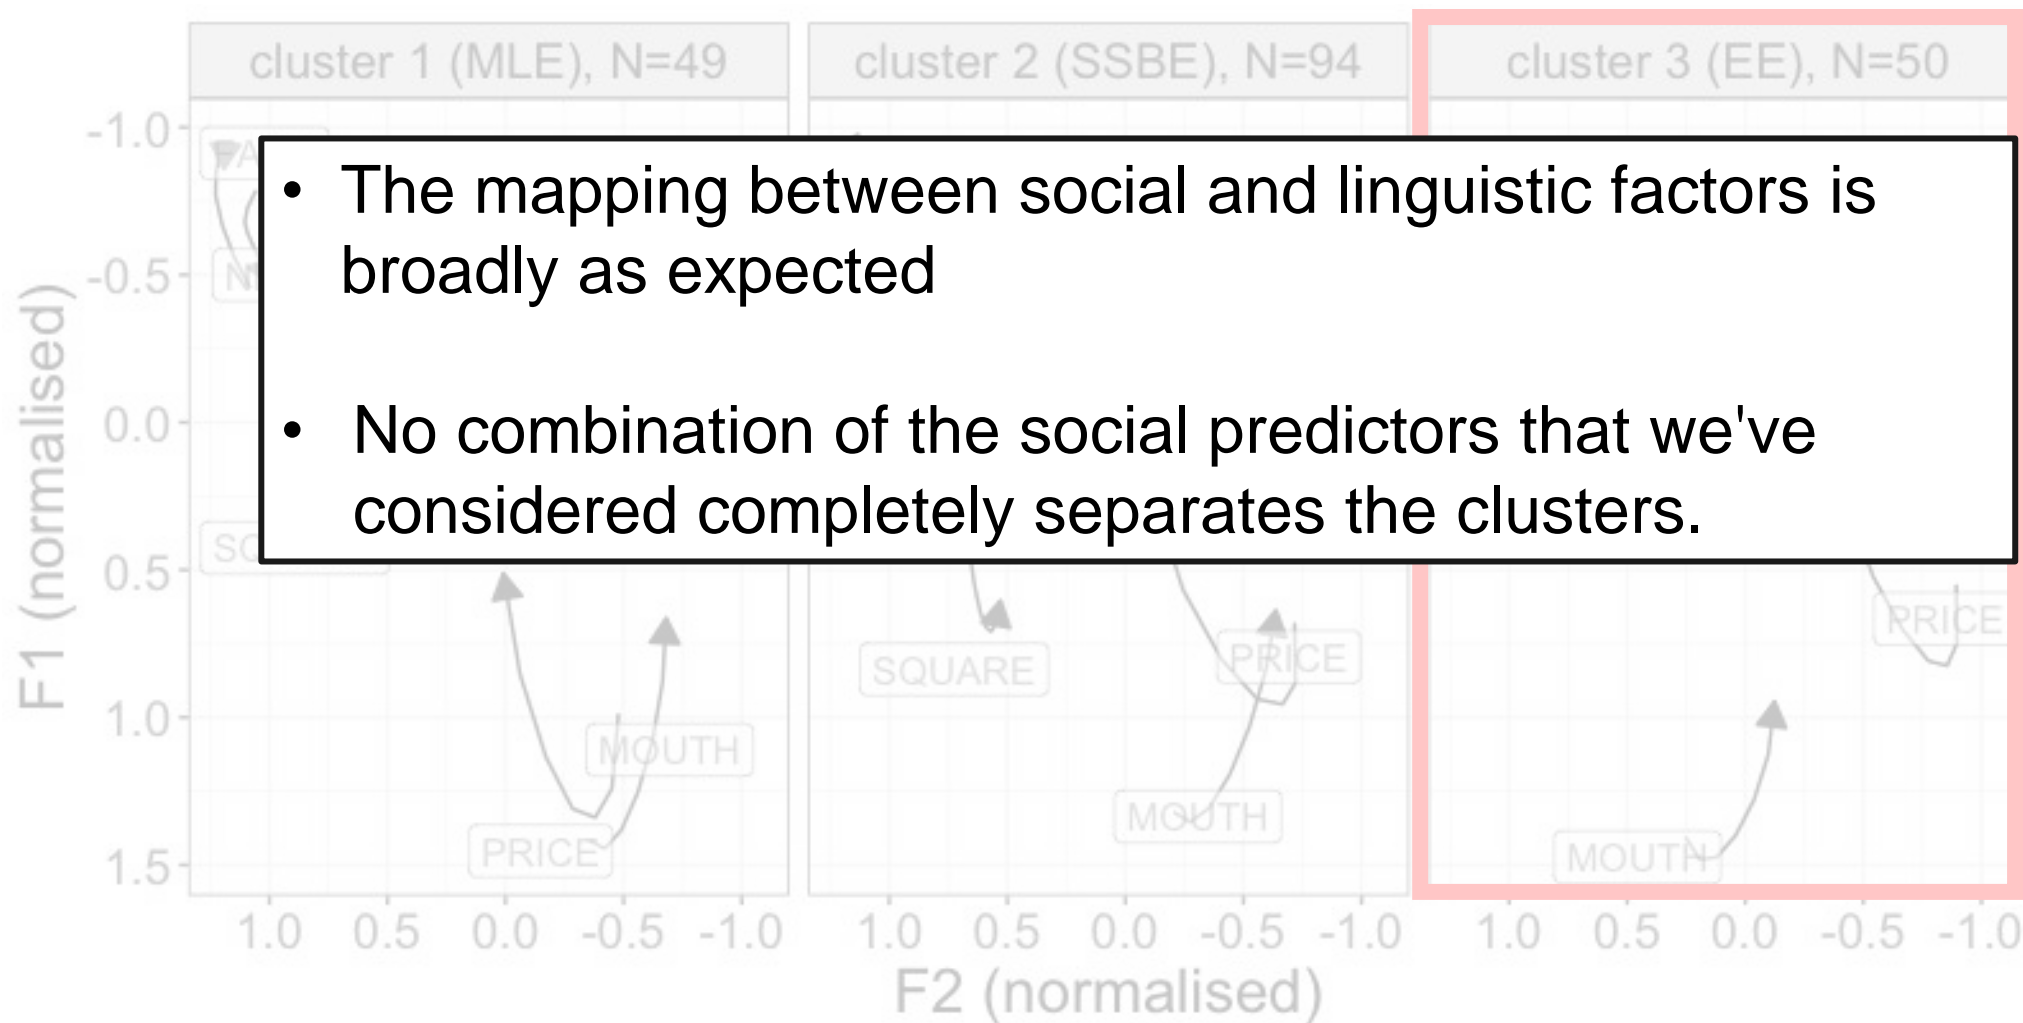 cluster 1 (MLE), N=49
cluster 2 (SSBE), N=94
cluster 3 (EE), N=50
• The mapping between social and linguistic factors is
broadly as expected
• No combination of the social predictors that we've
considered completely separates the clusters.
F1 (normalised)
-1.0
-0.5
0.0
0.5
1.0
1.5
MOUTH
PRICE
SQUARE
PRICE
MOUTH
PRICE
MOUTH
1.0 0.5 0.0 -0.5 -1.0
1.0 0.5 0.0 -0.5 -1.0
1.0 0.5 0.0 -0.5 -1.0
F2 (normalised)